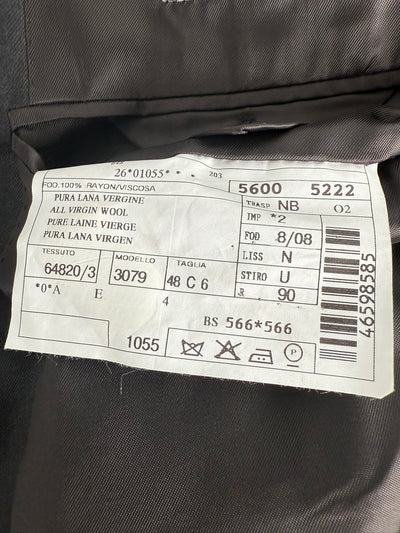 26*01055* * * 203
FOD.100% RAYON/VISCOSA
PURA LANA VERGINE
ALL VIRGIN WOOL
PURE LAINE VIERGE
PURA LANA VIRGEN
5600 5222
TRASP NB O2
IMP *2
FOD 8/08
LISS N
STIRO U
90
TESSUTO MODELLO TAGLIA
64820/3 3079 48 C 6
*0*A E 4
BS 566*566
1055
P
46598585